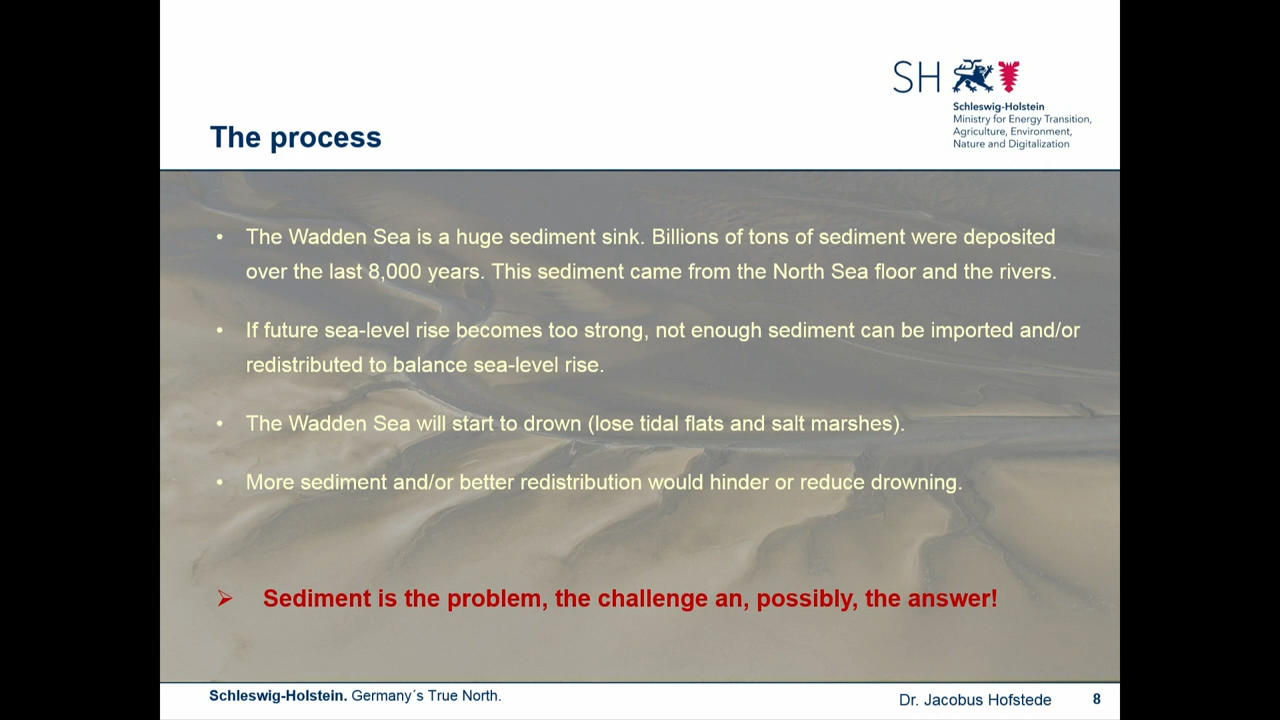 SH
Schleswig-Holstein
Ministry for Energy Transition,
Agriculture, Environment,
Nature and Digitalization
The process
• The Wadden Sea is a huge sediment sink. Billions of tons of sediment were deposited
over the last 8,000 years. This sediment came from the North Sea floor and the rivers.
• If future sea-level rise becomes too strong, not enough sediment can be imported and/or
redistributed to balance sea-level rise.
• The Wadden Sea will start to drown (lose tidal flats and salt marshes).
• More sediment and/or better redistribution would hinder or reduce drowning.
➢ Sediment is the problem, the challenge an, possibly, the answer!
Schleswig-Holstein. Germany´s True North.
Dr. Jacobus Hofstede 8